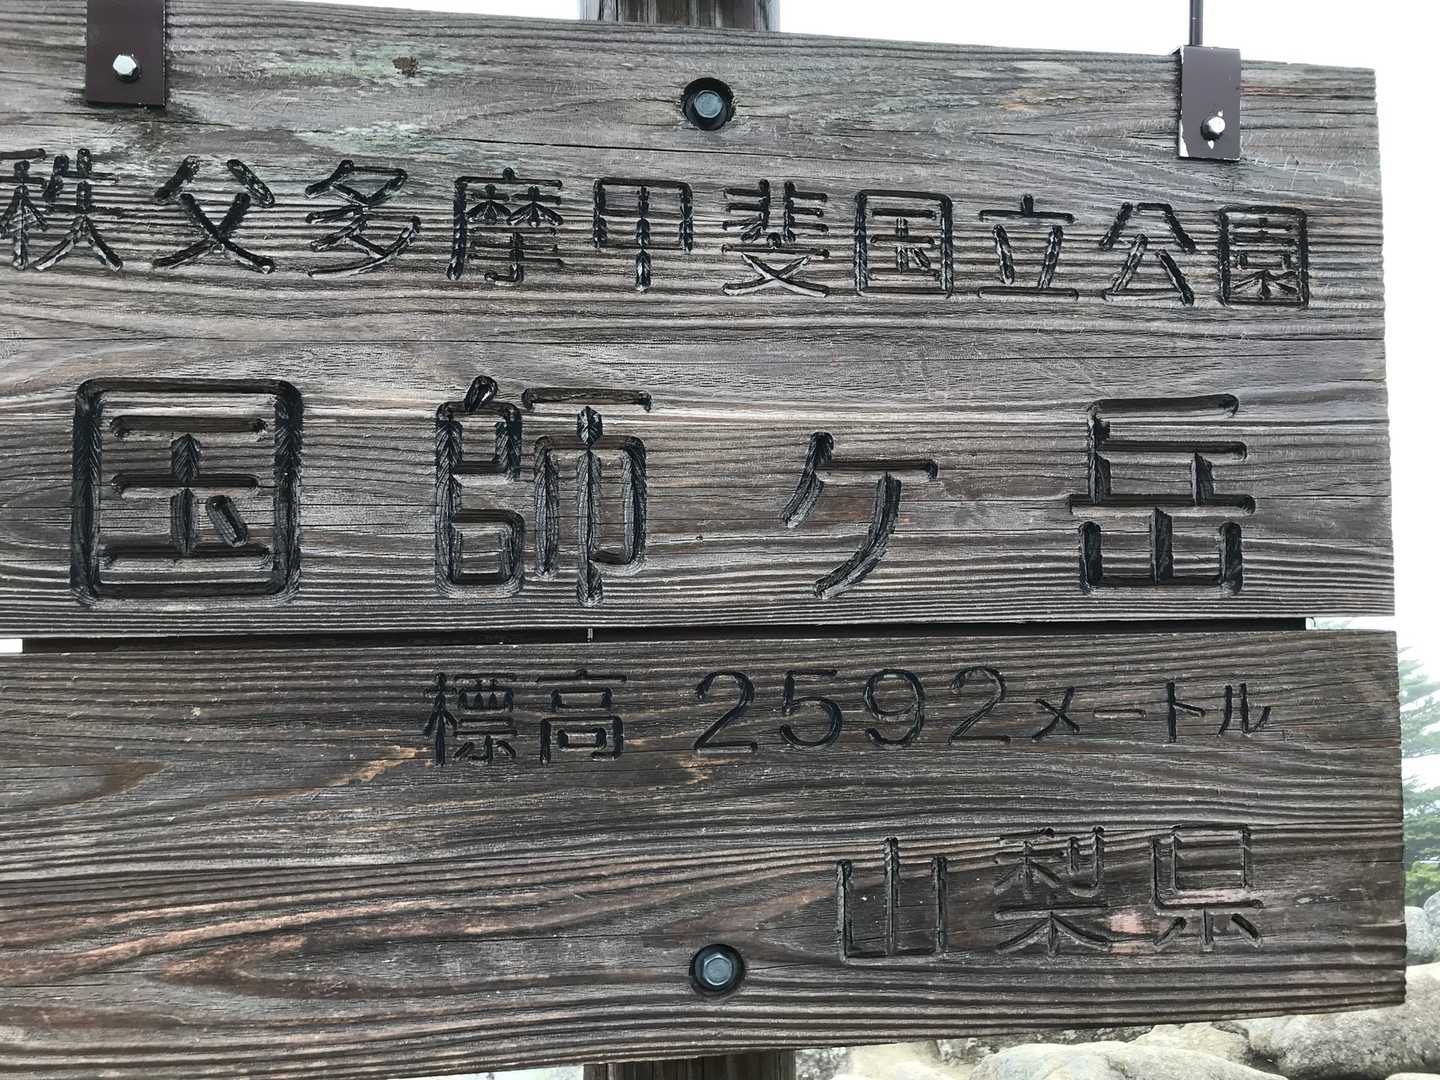 秩父多摩甲斐国立公園
国師ケ岳
標高 2592メートル
山梨県